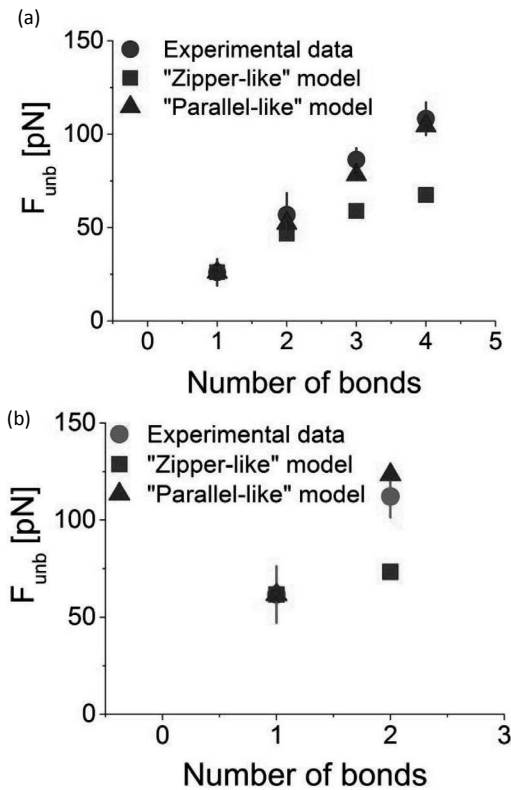 (a)
150
100
50
0
F unb [pN]
Experimental data
"Zipper-like" model
"Parallel-like" model
0 1 2 3 4 5
Number of bonds
(b)
150
100
50
0
F unb [pN]
Experimental data
"Zipper-like" model
"Parallel-like" model
0 1 2 3
Number of bonds